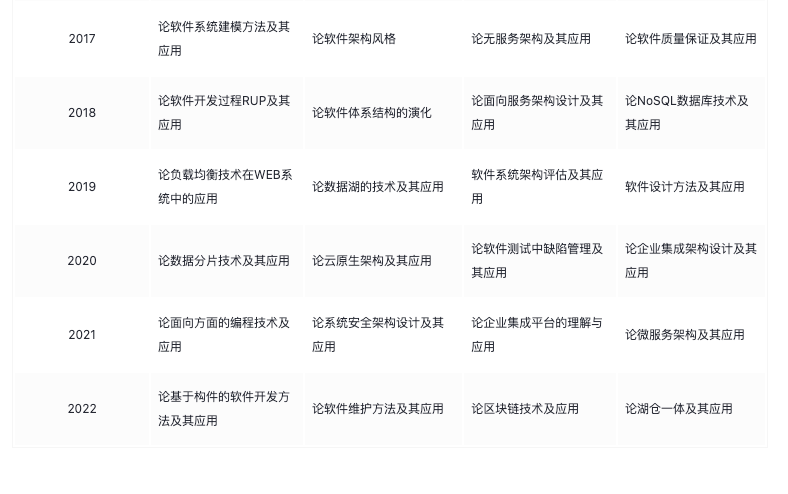 2017
论软件系统建模方法及其
应用
论软件架构风格
论无服务架构及其应用
论软件质量保证及其应用
2018
论软件开发过程RUP及其
应用
论软件体系结构的演化
论面向服务架构设计及其
应用
论NoSQL数据库技术及
其应用
2019
论负载均衡技术在WEB系
统中的应用
论数据湖的技术及其应用
软件系统架构评估及其应
用
软件设计方法及其应用
2020
论数据分片技术及其应用
论云原生架构及其应用
论软件测试中缺陷管理及
其应用
论企业集成架构设计及其
应用
2021
论面向方面的编程技术及
应用
论系统安全架构设计及其
应用
论企业集成平台的理解与
应用
论微服务架构及其应用
2022
论基于构件的软件开发方
法及其应用
论软件维护方法及其应用
论区块链技术及应用
论湖仓一体及其应用